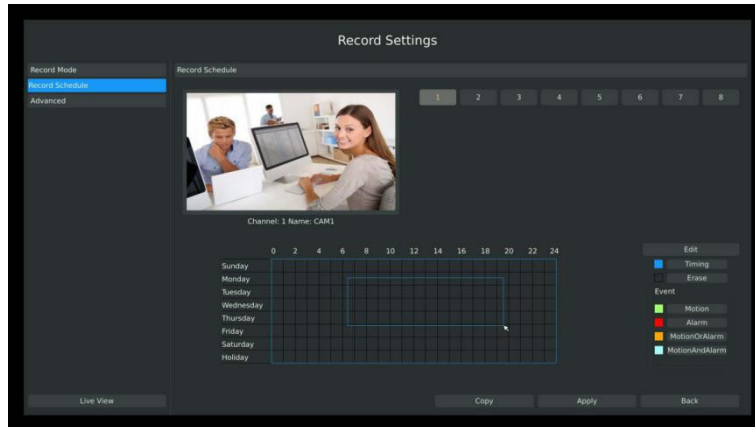 Record Settings
Record Mode
Record Schedule
Advanced
Record Schedule
1 2 3 4 5 6 7 8
Channel: 1 Name: CAM1
0 2 4 6 8 10 12 14 16 18 20 22 24
Sunday
Monday
Tuesday
Wednesday
Thursday
Friday
Saturday
Holiday
Edit
Timing
Erase
Event
Motion
Alarm
MotionOrAlarm
MotionAndAlarm
Live View
Copy
Apply
Back